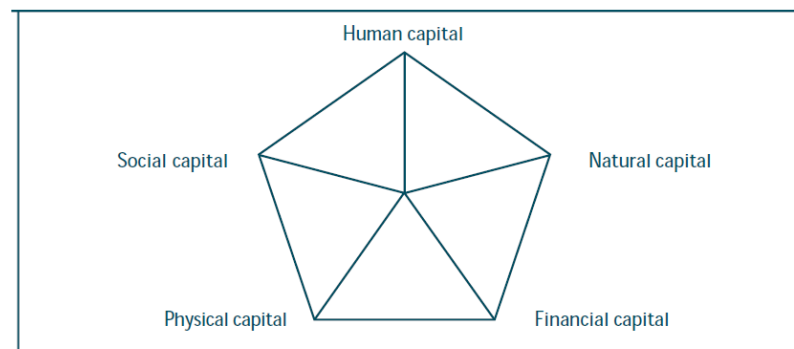 Human capital
Social capital
Natural capital
Physical capital
Financial capital